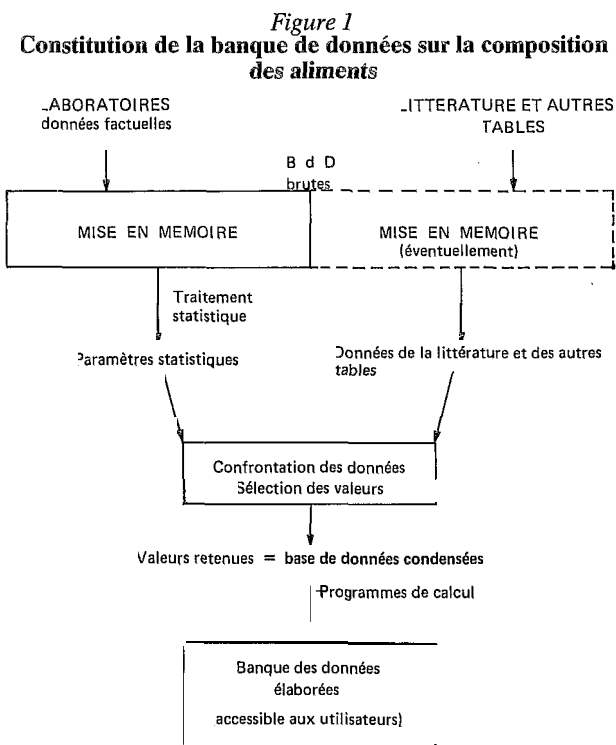 Figure 1
Constitution de la banque de données sur la composition
des aliments
LABORATOIRES
données factuelles
LITTERATURE ET AUTRES
TABLES
B d D
brutes
MISE EN MEMOIRE
MISE EN MEMOIRE
(éventuellement)
Traitement
statistique
Paramètres statistiques
Données de la littérature et des autres
tables
Confrontation des données
Sélection des valeurs
Valeurs retenues = base de données condensées
Programmes de calcul
Banque des données
élaborées
accessible aux utilisateurs)